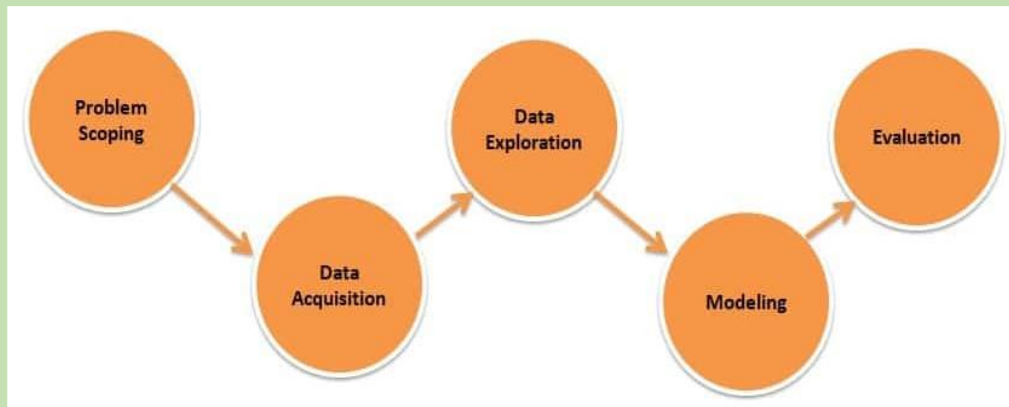 Problem
Scoping
Data
Acquisition
Data
Exploration
Modeling
Evaluation